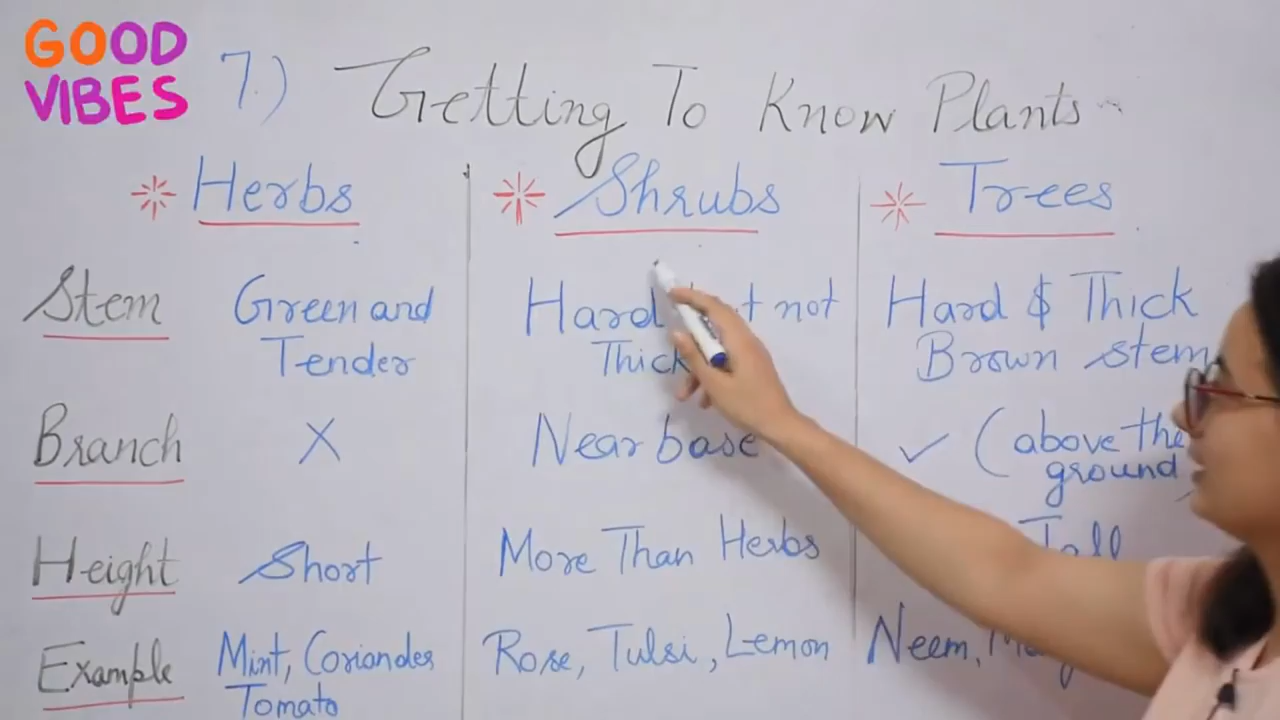 GOOD
VIBES
7.) Getting To Know Plants
Herbs Shrubs Trees
Stem Green and Tender Hard not Thick Hard $ Thick Brown stem
Branch X Near base ✓ (above the ground)
Height Short More Than Herbs Tall
Example Mint, Coriander Tomato Rose, Tulsi, Lemon Neem,